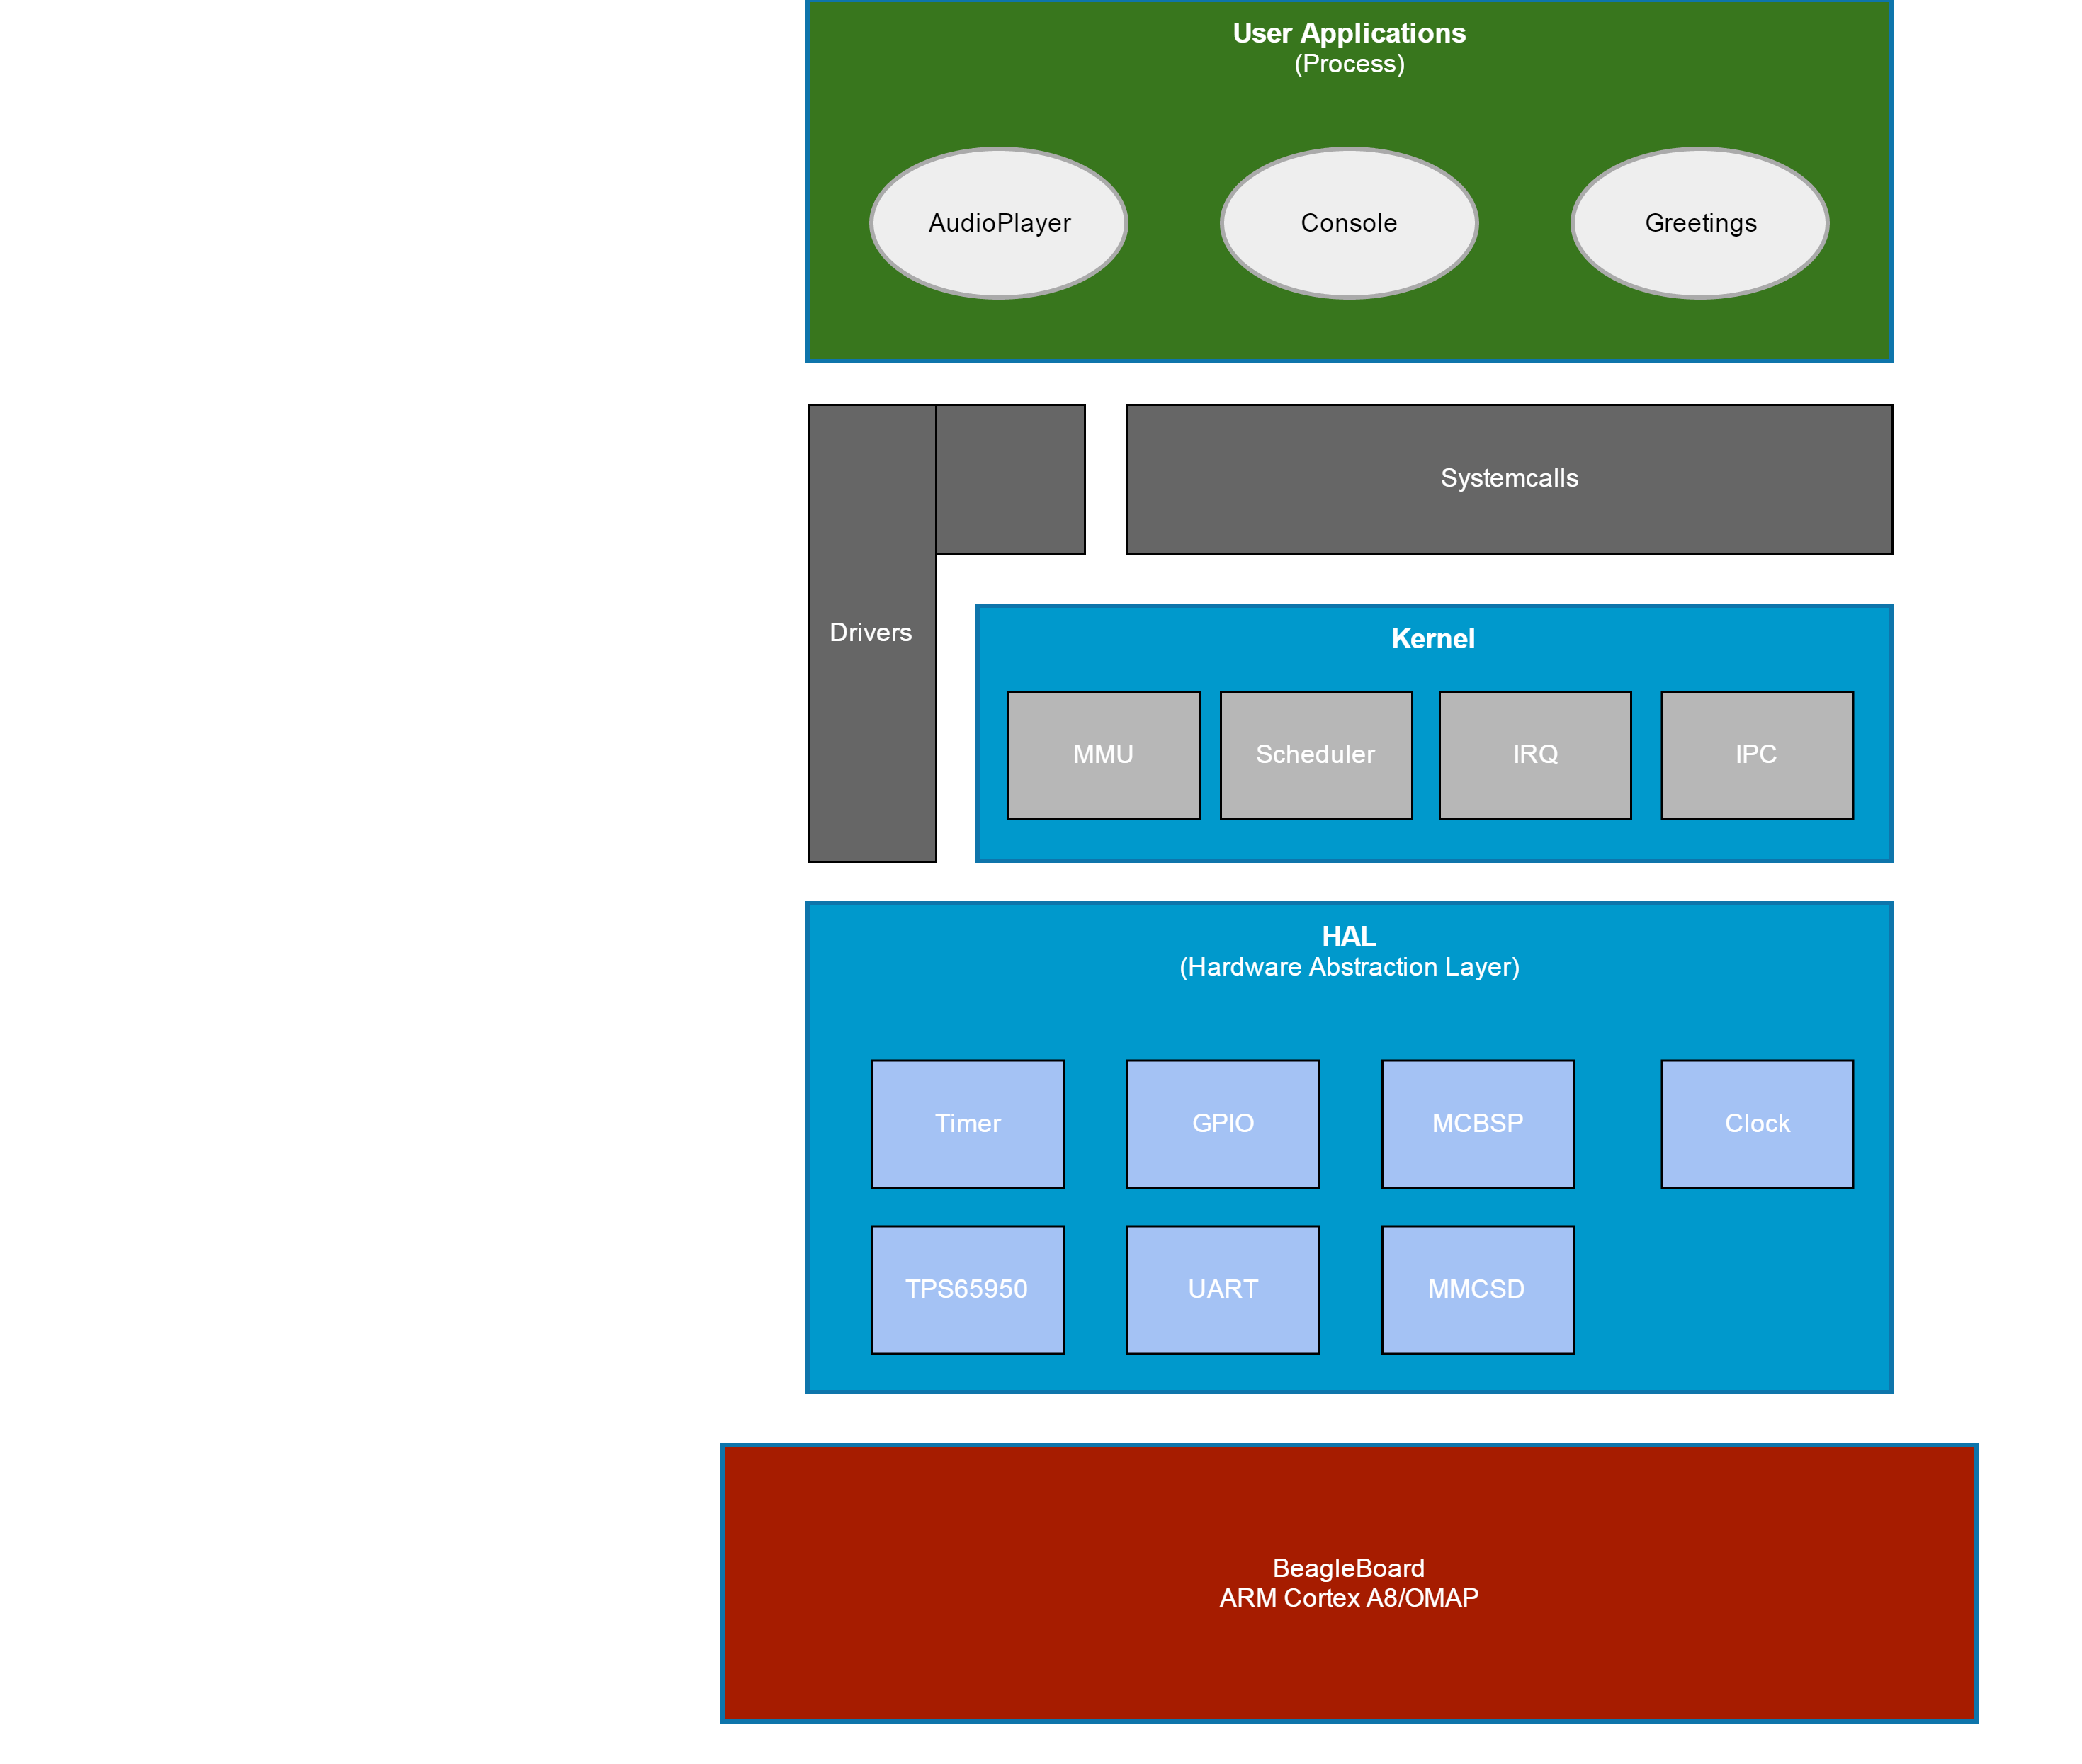 User Applications
(Process)
AudioPlayer
Console
Greetings
Systemcalls
Drivers
Kernel
MMU
Scheduler
IRQ
IPC
HAL
(Hardware Abstraction Layer)
Timer
GPIO
MCBSP
Clock
TPS65950
UART
MMCSD
BeagleBoard
ARM Cortex A8/OMAP